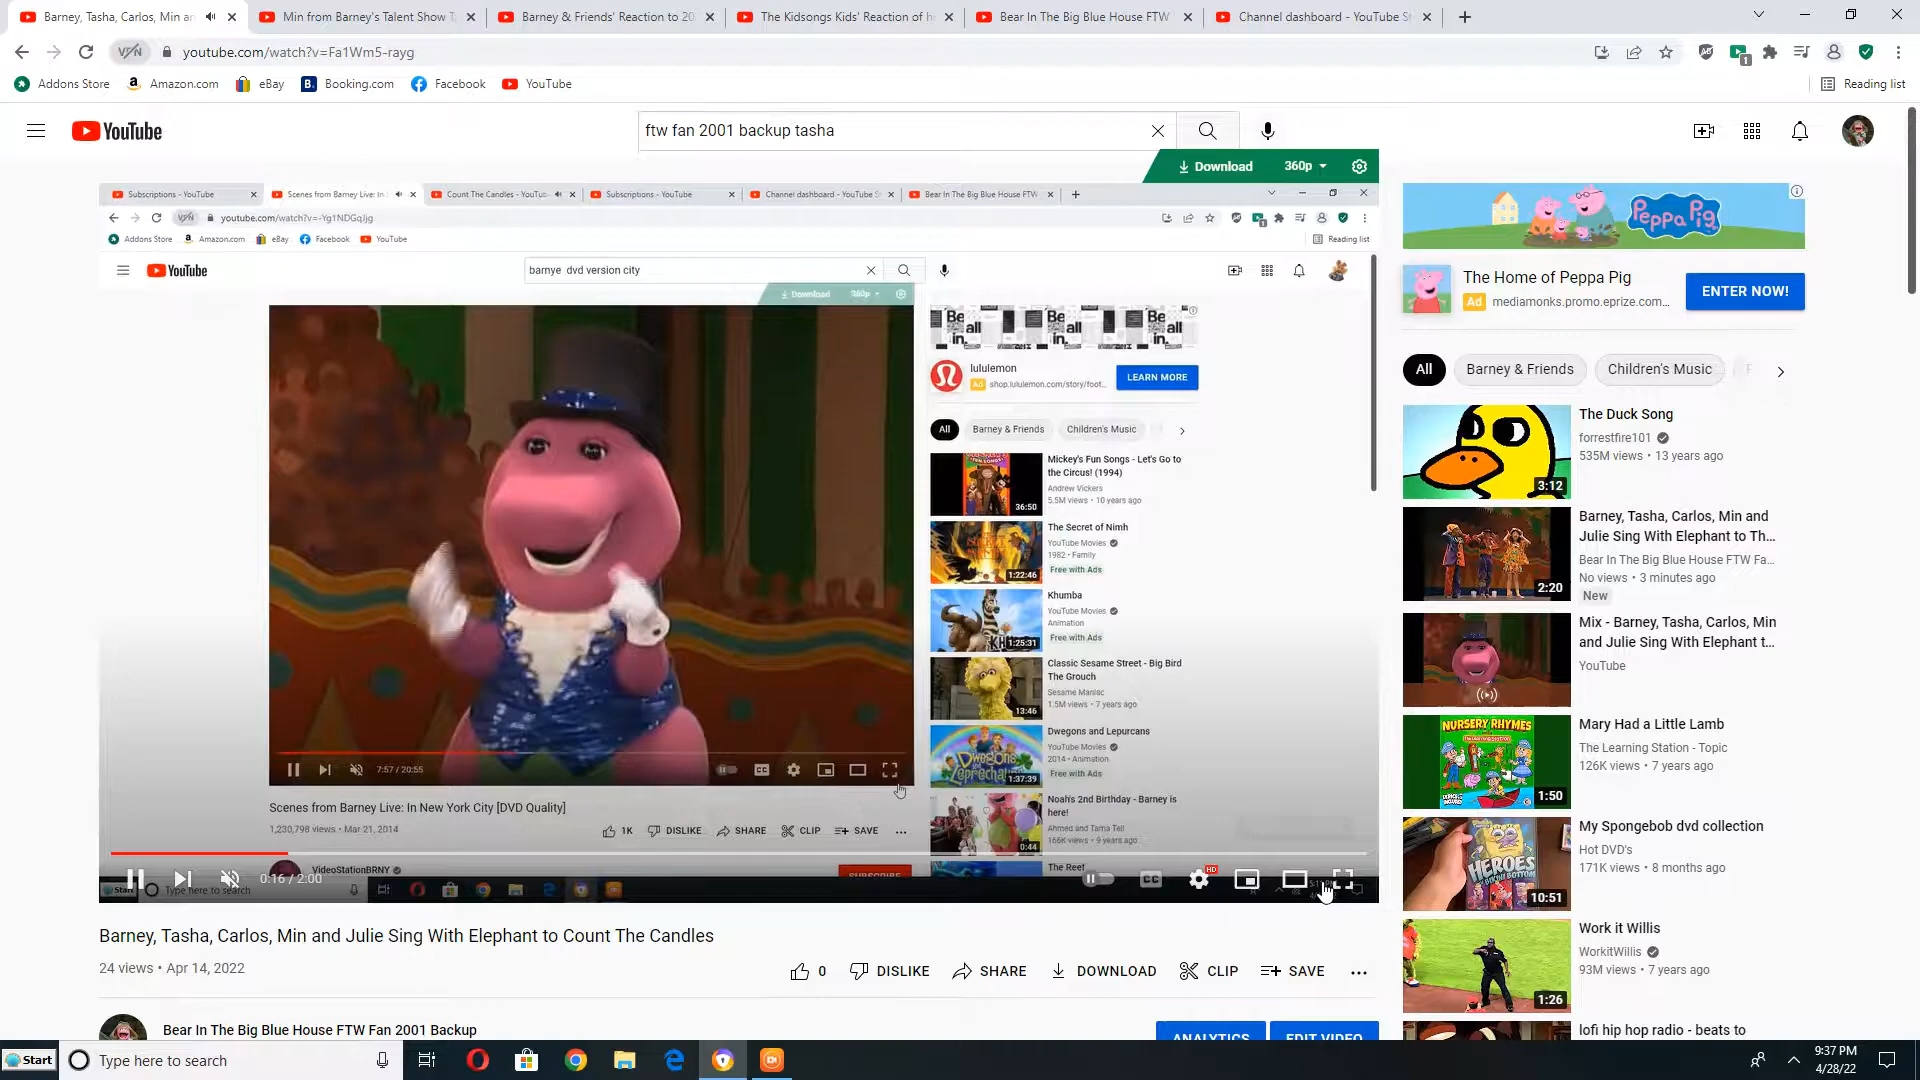 Barney, Tasha, Carlos, Min an
Min from Barney's Talent Show T
Barney & Friends' Reaction to 20
The Kidsongs Kids' Reaction of h
Bear In The Big Blue House FTW
Channel dashboard - YouTube S
VPN
youtube.com/watch?v=Fa1Wm5-rayg
1
Addons Store
Amazon.com
eBay
Booking.com
Facebook
YouTube
Reading list
YouTube
ftw fan 2001 backup tasha
Download
360p
Subscriptions - YouTube
Scenes from Barney Live: In
Count The Candles - YouTub
Subscriptions - YouTube
Channel dashboard - YouTube S
Bear In The Big Blue House FTW
VPN
youtube.com/watch?v=-Yg1NDGqJjg
Addons Store
Amazon.com
eBay
Facebook
YouTube
Reading list
YouTube
barnye dvd version city
Download
360p
Be all in.
Be all in.
Be all in.
lululemon
Ad shop.lululemon.com/story/foot...
LEARN MORE
All
Barney & Friends
Children's Music
Mickey's Fun Songs - Let's Go to
the Circus! (1994)
Andrew Vickers
5.5M views • 10 years ago
36:50
The Secret of Nimh
YouTube Movies
1982 • Family
Free with Ads
1:22:46
Khumba
YouTube Movies
Animation
Free with Ads
1:25:31
Classic Sesame Street - Big Bird
The Grouch
Sesame Maniac
1.5M views • 7 years ago
13:46
Dwegons and Lepurcans
YouTube Movies
2014 • Animation
Free with Ads
1:37:39
Noah's 2nd Birthday - Barney is
here!
Ahmed and Tama Tell
166K views • 9 years ago
0:44
The Reef
7:57 / 20:55
CC
Scenes from Barney Live: In New York City [DVD Quality]
1,230,798 views • Mar 21, 2014
1K
DISLIKE
SHARE
CLIP
SAVE
VideoStationBRNY
SUBSCRIBE
Start
Type here to search
0:16 / 2:00
CC
HD
Barney, Tasha, Carlos, Min and Julie Sing With Elephant to Count The Candles
24 views • Apr 14, 2022
0
DISLIKE
SHARE
DOWNLOAD
CLIP
SAVE
Bear In The Big Blue House FTW Fan 2001 Backup
ANALYTICS
EDIT VIDEO
Peppa Pig
The Home of Peppa Pig
Ad mediamonks.promo.eprize.com...
ENTER NOW!
All
Barney & Friends
Children's Music
F
The Duck Song
forrestfire101
535M views • 13 years ago
3:12
Barney, Tasha, Carlos, Min and
Julie Sing With Elephant to Th...
Bear In The Big Blue House FTW Fa...
No views • 3 minutes ago
New
2:20
Mix - Barney, Tasha, Carlos, Min
and Julie Sing With Elephant t...
YouTube
Mary Had a Little Lamb
The Learning Station - Topic
126K views • 7 years ago
NURSERY RHYMES
1:50
My Spongebob dvd collection
Hot DVD's
171K views • 8 months ago
HEROES
10:51
Work it Willis
WorkitWillis
93M views • 7 years ago
1:26
lofi hip hop radio - beats to
Start
Type here to search
9:37 PM
4/28/22